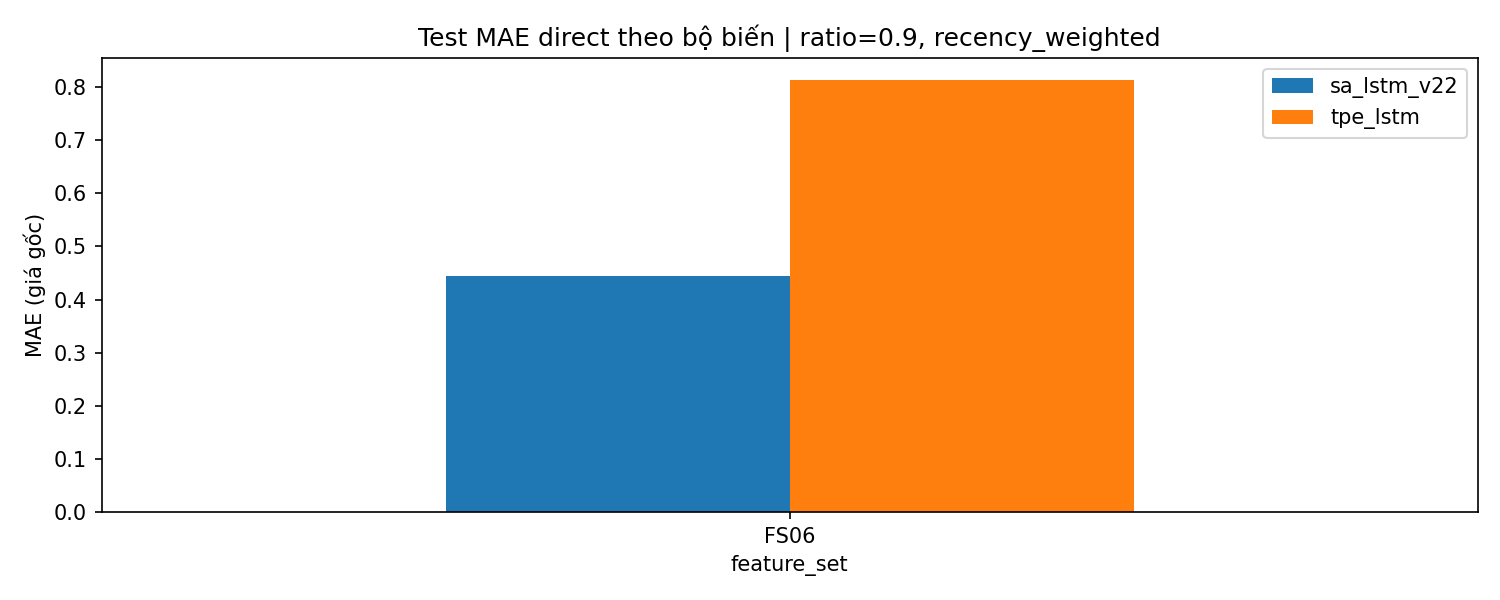 Test MAE direct theo bộ biến | ratio=0.9, recency_weighted
sa_lstm_v22
tpe_lstm
MAE (giá gốc)
0.8
0.7
0.6
0.5
0.4
0.3
0.2
0.1
0.0
FS06
feature_set